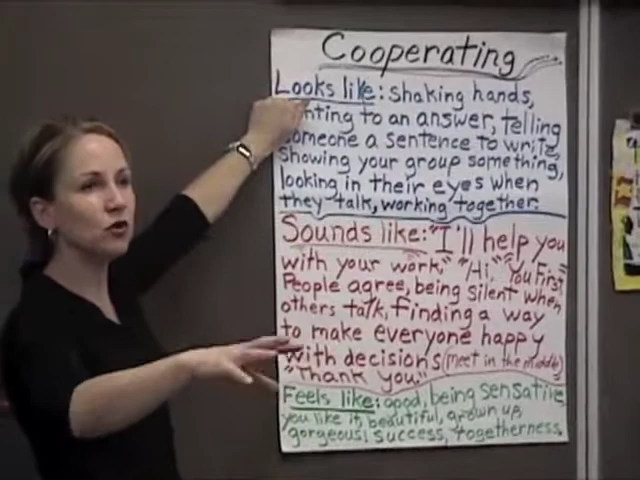 Cooperating
Looks like: shaking hands,
to an answer, telling
someone a sentence to write,
showing your group something,
looking in their eyes when
they talk, working together.
Sounds like: "I'll help you
with your work," "Hi," "You First"
People agree, being silent when
others talk, finding a way
to make everyone happy
with decisions (meet in the middle)
"Thank you."
Feels like: good, being sensative,
you like it, beautiful, grown up
gorgeous, success, togetherness.